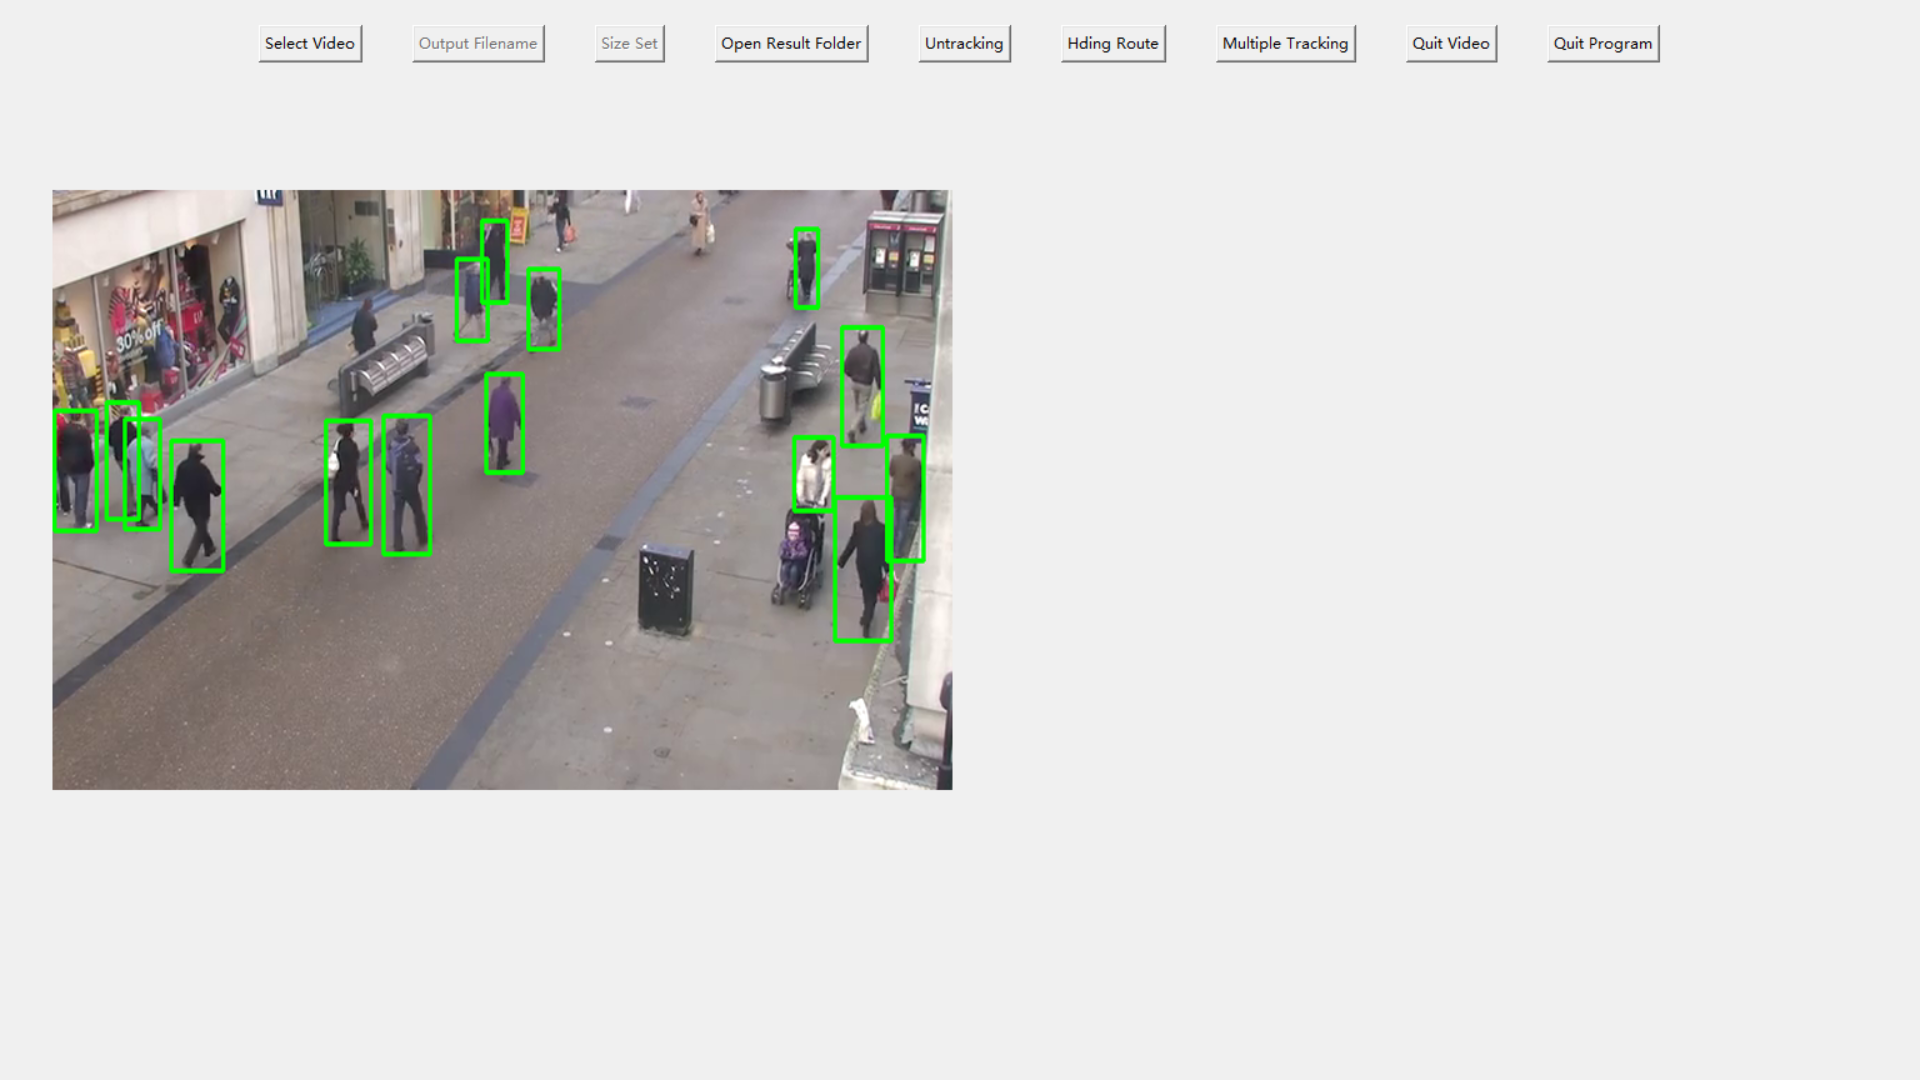 Select Video
Output Filename
Size Set
Open Result Folder
Untracking
Hding Route
Multiple Tracking
Quit Video
Quit Program
30% off